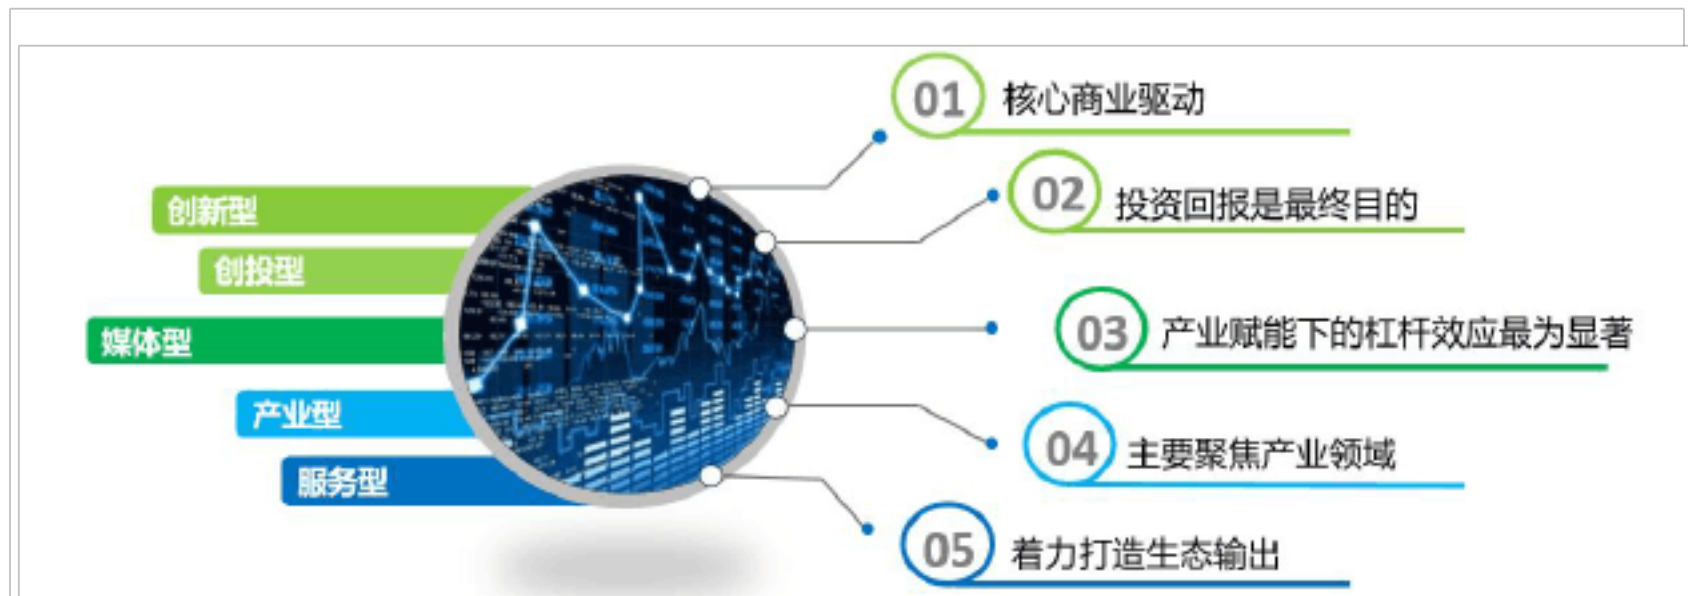 01 核心商业驱动
02 投资回报是最终目的
创新型
创投型
03 产业赋能下的杠杆效应最为显著
媒体型
产业型
04 主要聚焦产业领域
服务型
05 着力打造生态输出